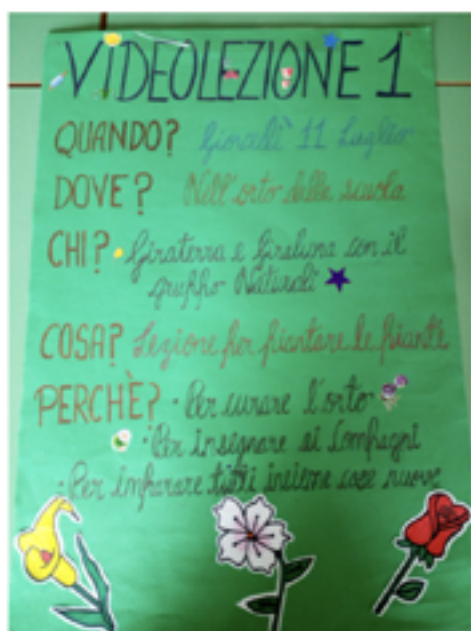 VIDEOLEZIONE 1
QUANDO? Giovedì 11 Luglio
DOVE? Nell'orto della scuola
CHI? • Giraterra e Giraluna con il
gruppo Naturali
COSA? Lezione per piantare le piante
PERCHÈ? • Per curare l'orto
• Per insegnare ai Compagni
• Per imparare tutti insieme cose nuove